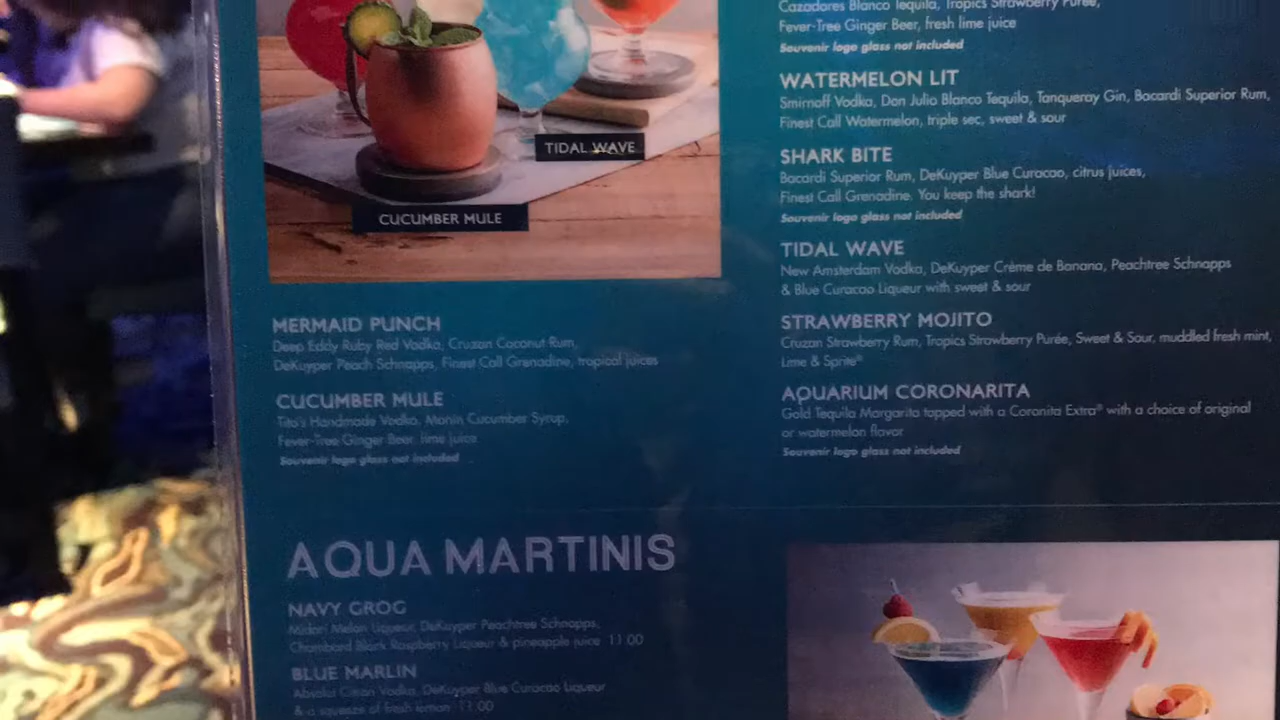 TIDAL WAVE
CUCUMBER MULE
MERMAID PUNCH
Deep Eddy Ruby Red Vodka, Cruzan Coconut Rum,
DeKuyper Peach Schnapps, Finest Call Grenadine, tropical juices
CUCUMBER MULE
Tito's Handmade Vodka, Monin Cucumber Syrup,
Fever-Tree Ginger Beer, lime juice
Souvenir logo glass not included
Cazadores Blanco Tequila, Tropics Strawberry Purée,
Fever-Tree Ginger Beer, fresh lime juice
Souvenir logo glass not included
WATERMELON LIT
Smirnoff Vodka, Don Julio Blanco Tequila, Tanqueray Gin, Bacardi Superior Rum,
Finest Call Watermelon, triple sec, sweet & sour
SHARK BITE
Bacardi Superior Rum, DeKuyper Blue Curacao, citrus juices,
Finest Call Grenadine. You keep the shark!
Souvenir logo glass not included
TIDAL WAVE
New Amsterdam Vodka, DeKuyper Crème de Banana, Peachtree Schnapps
& Blue Curacao Liqueur with sweet & sour
STRAWBERRY MOJITO
Cruzan Strawberry Rum, Tropics Strawberry Purée, Sweet & Sour, muddled fresh mint,
Lime & Sprite®
AQUARIUM CORONARITA
Gold Tequila Margarita topped with a Coronita Extra® with a choice of original
or watermelon flavor
Souvenir logo glass not included
AQUA MARTINIS
NAVY GROG
Midori Melon Liqueur, DeKuyper Peachtree Schnapps,
Chambord Black Raspberry Liqueur & pineapple juice 11.00
BLUE MARLIN
Absolut Citron Vodka, DeKuyper Blue Curacao Liqueur
& a squeeze of fresh lemon 11.00